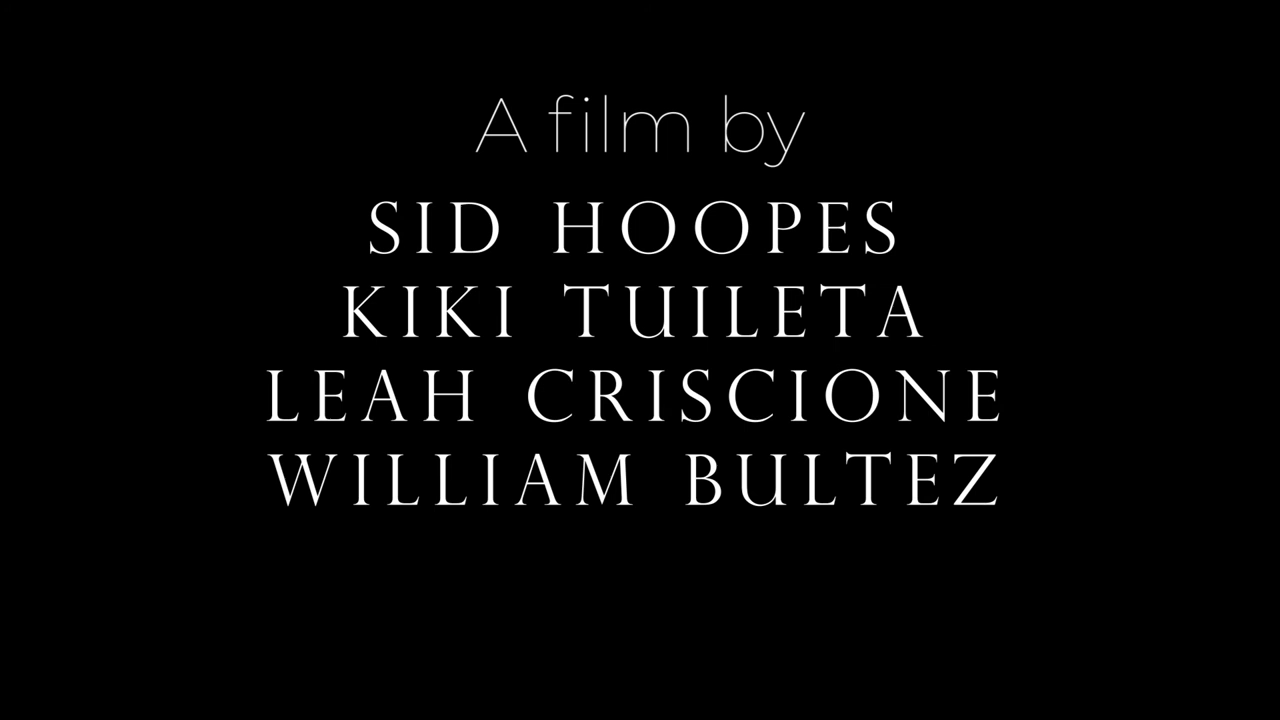 A film by
SID HOOPES
KIKI TUILETA
LEAH CRISCIONE
WILLIAM BULTEZ